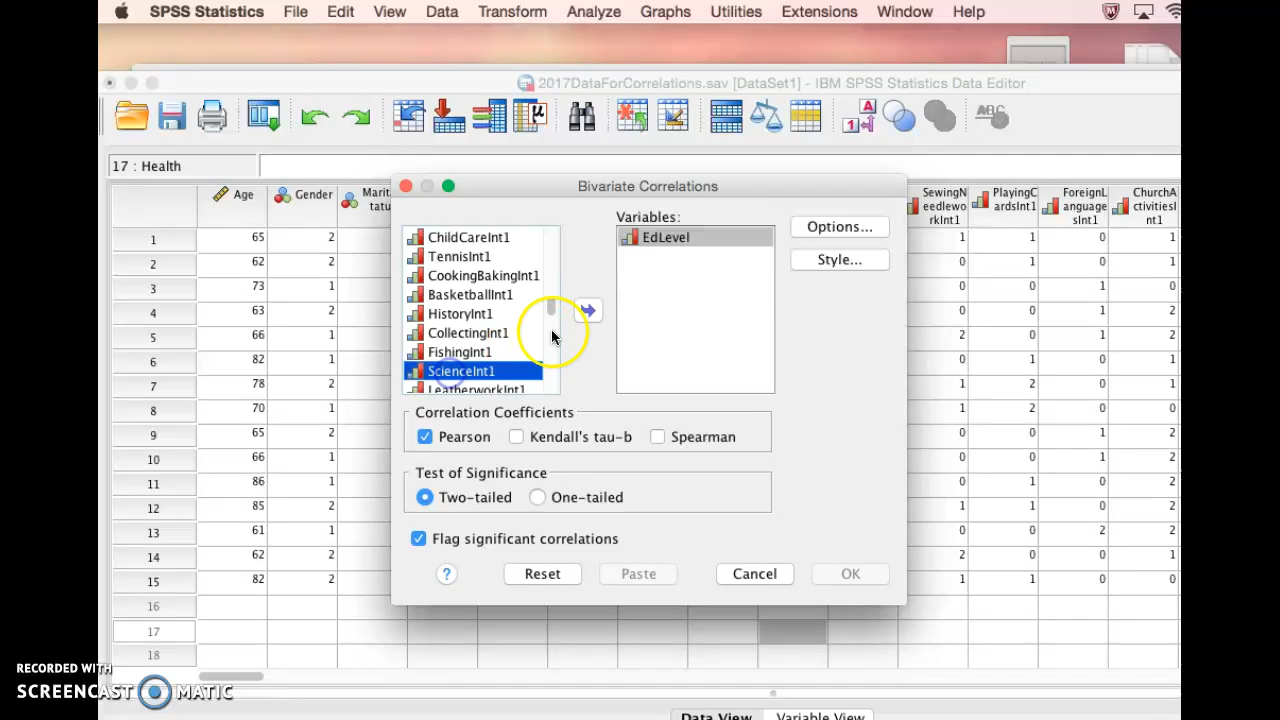 SPSS Statistics File Edit View Data Transform Analyze Graphs Utilities Extensions Window Help
2017DataForCorrelations.sav [DataSet1] - IBM SPSS Statistics Data Editor
A
1
ABC
17 : Health
Bivariate Correlations
Age Gender Marit
tatu
SewingN
eedlewo
rkInt1
PlayingC
ardsInt1
ForeignL
anguage
sInt1
ChurchA
ctivitiesI
nt1
Variables:
Options...
Style...
EdLevel
ChildCareInt1
TennisInt1
CookingBakingInt1
BasketballInt1
HistoryInt1
CollectingInt1
FishingInt1
ScienceInt1
LeatherworkInt1
Correlation Coefficients
Pearson Kendall's tau-b Spearman
Test of Significance
Two-tailed One-tailed
Flag significant correlations
? Reset Paste Cancel OK
1 65 2 1 1 0 1
2 62 2 0 1 0 2
3 73 1 0 1 0 2
4 63 2 0 0 1 2
5 66 1 2 0 1 2
6 82 1 0 1 0 2
7 78 2 1 2 0 1
8 70 1 1 2 0 2
9 65 2 0 0 1 2
10 66 1 0 0 1 0
11 86 1 0 1 0 2
12 85 2 1 1 0 2
13 61 1 0 0 2 2
14 62 2 2 0 0 1
15 82 2 1 1 0 0
16
17
18
RECORDED WITH
SCREENCAST MATIC
Data View Variable View